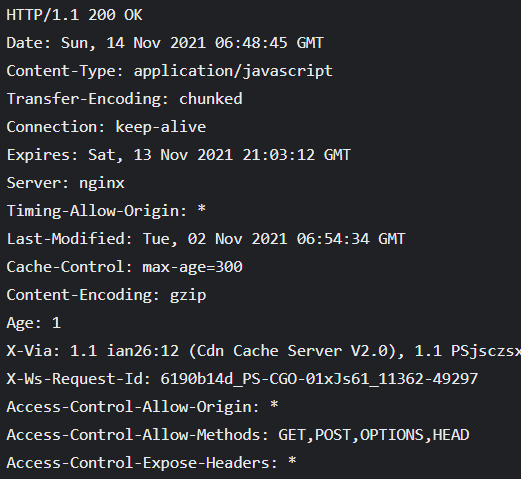 HTTP/1.1 200 OK
Date: Sun, 14 Nov 2021 06:48:45 GMT
Content-Type: application/javascript
Transfer-Encoding: chunked
Connection: keep-alive
Expires: Sat, 13 Nov 2021 21:03:12 GMT
Server: nginx
Timing-Allow-Origin: *
Last-Modified: Tue, 02 Nov 2021 06:54:34 GMT
Cache-Control: max-age=300
Content-Encoding: gzip
Age: 1
X-Via: 1.1 ian26:12 (Cdn Cache Server V2.0), 1.1 PSjsczsx
X-Ws-Request-Id: 6190b14d_PS-CGO-01xJs61_11362-49297
Access-Control-Allow-Origin: *
Access-Control-Allow-Methods: GET,POST,OPTIONS,HEAD
Access-Control-Expose-Headers: *